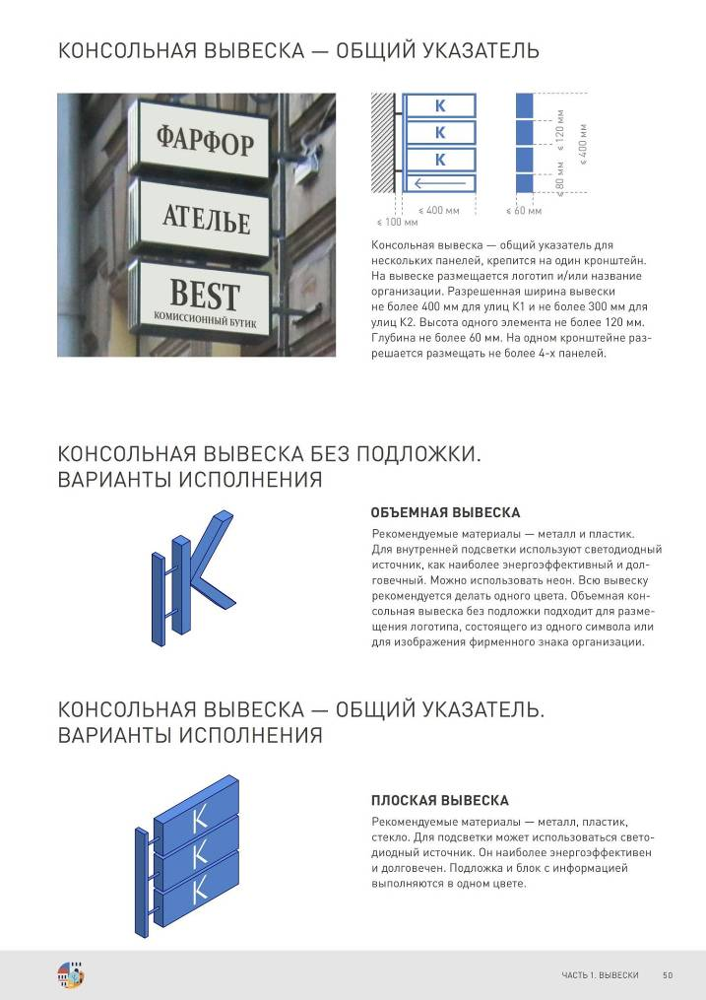 КОНСОЛЬНАЯ ВЫВЕСКА — ОБЩИЙ УКАЗАТЕЛЬ
ФАРФОР
АТЕЛЬЕ
BEST
КОМИССИОННЫЙ БУТИК
К
К
К
≤ 120 мм
≤ 400 мм
≤ 80 мм
≤ 400 мм
≤ 60 мм
≤ 100 мм
Консольная вывеска — общий указатель для
нескольких панелей, крепится на один кронштейн.
На вывеске размещается логотип и/или название
организации. Разрешенная ширина вывески
не более 400 мм для улиц К1 и не более 300 мм для
улиц К2. Высота одного элемента не более 120 мм.
Глубина не более 60 мм. На одном кронштейне раз-
решается размещать не более 4-х панелей.
КОНСОЛЬНАЯ ВЫВЕСКА БЕЗ ПОДЛОЖКИ.
ВАРИАНТЫ ИСПОЛНЕНИЯ
К
ОБЪЕМНАЯ ВЫВЕСКА
Рекомендуемые материалы — металл и пластик.
Для внутренней подсветки используют светодиодный
источник, как наиболее энергоэффективный и дол-
говечный. Можно использовать неон. Всю вывеску
рекомендуется делать одного цвета. Объемная кон-
сольная вывеска без подложки подходит для разме-
щения логотипа, состоящего из одного символа или
для изображения фирменного знака организации.
КОНСОЛЬНАЯ ВЫВЕСКА — ОБЩИЙ УКАЗАТЕЛЬ.
ВАРИАНТЫ ИСПОЛНЕНИЯ
К
К
К
ПЛОСКАЯ ВЫВЕСКА
Рекомендуемые материалы — металл, пластик,
стекло. Для подсветки может использоваться свето-
диодный источник. Он наиболее энергоэффективен
и долговечен. Подложка и блок с информацией
выполняются в одном цвете.
ЧАСТЬ 1. ВЫВЕСКИ 50